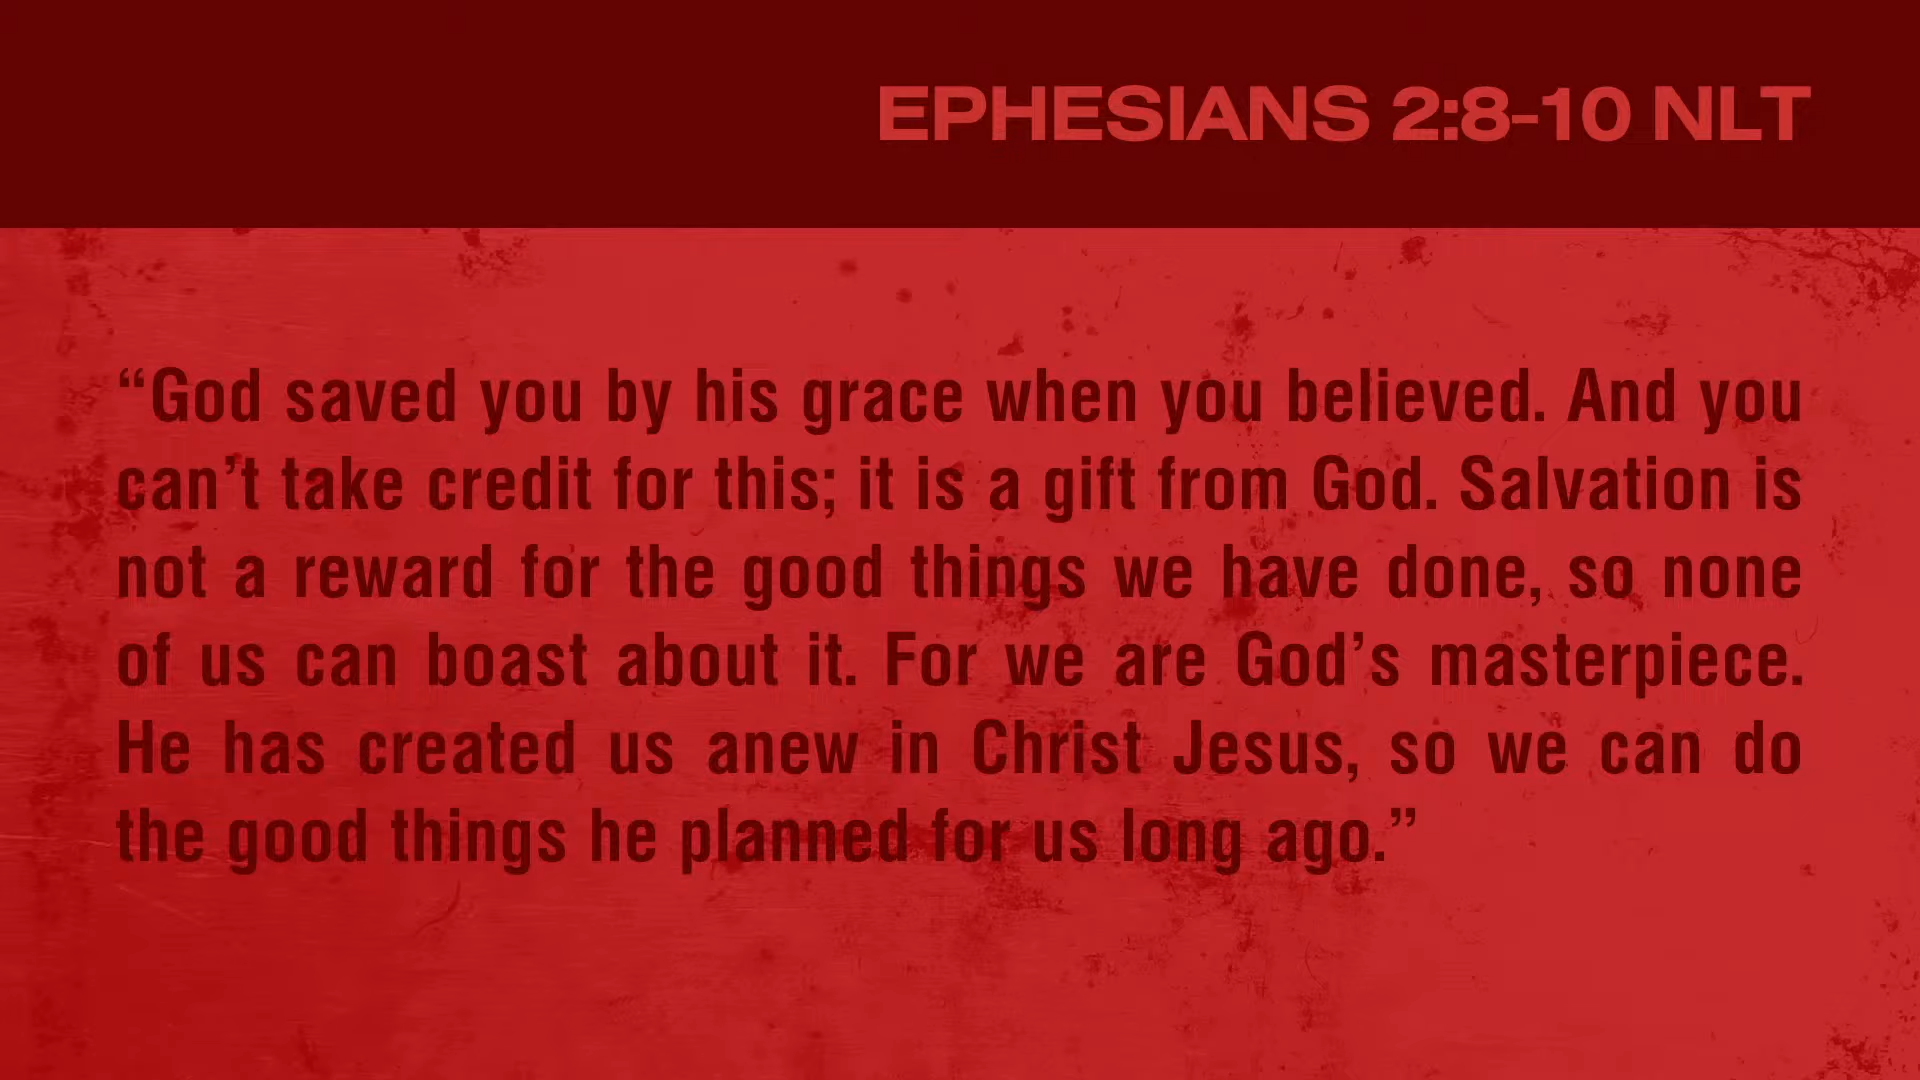 EPHESIANS 2:8-10 NLT
“God saved you by his grace when you believed. And you
can’t take credit for this; it is a gift from God. Salvation is
not a reward for the good things we have done, so none
of us can boast about it. For we are God’s masterpiece.
He has created us anew in Christ Jesus, so we can do
the good things he planned for us long ago.”